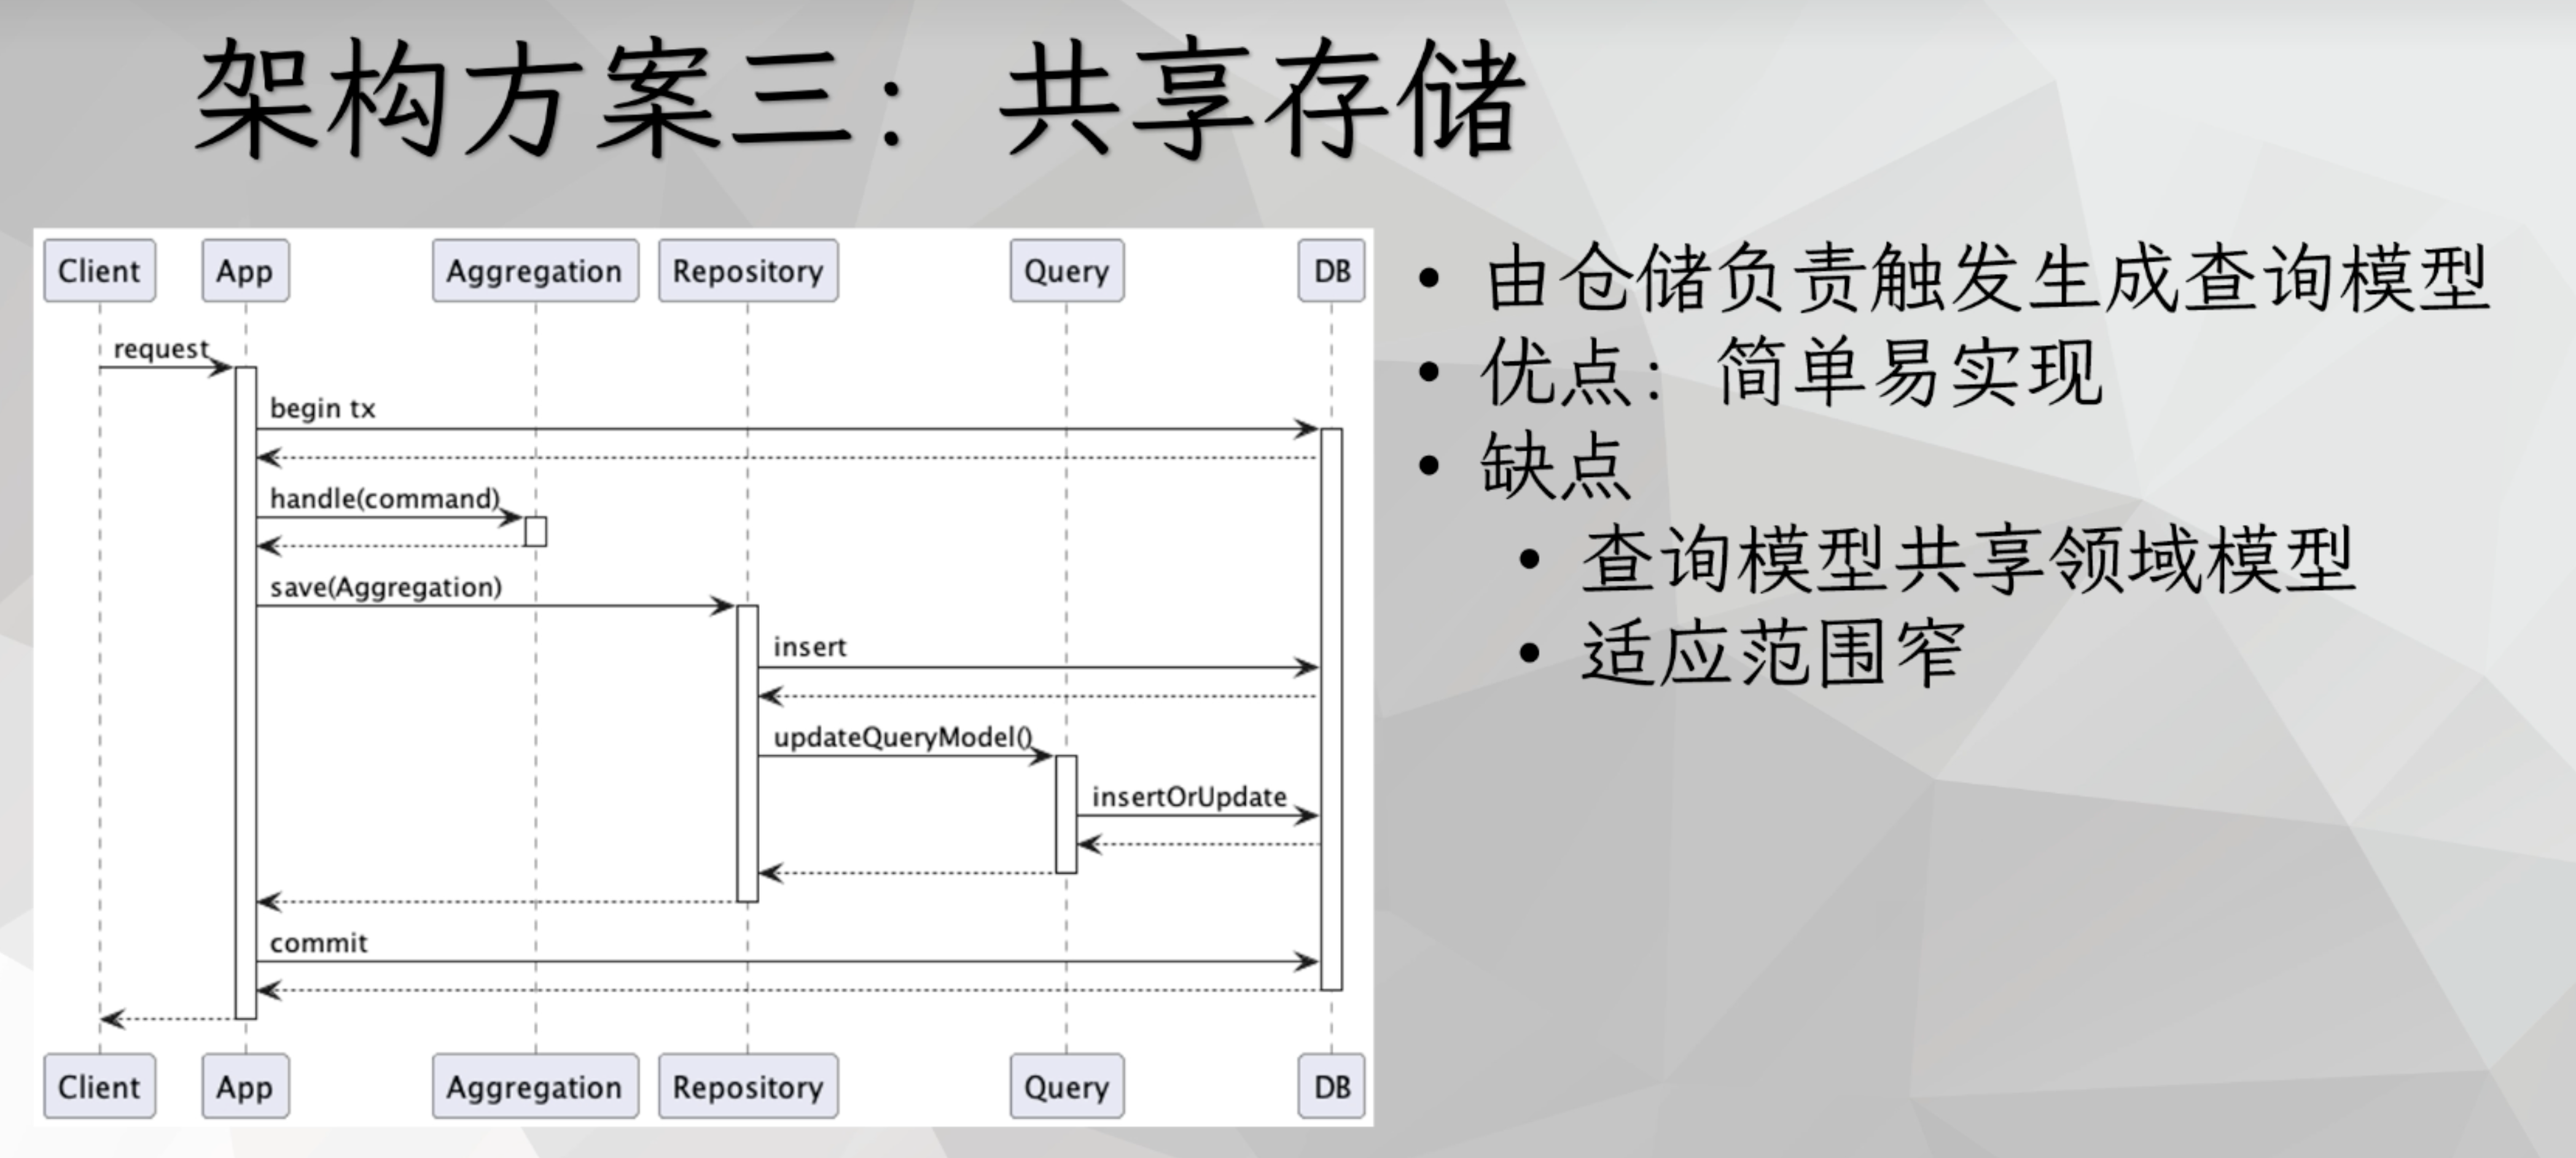 架构方案三：共享存储
Client App Aggregation Repository Query DB
request
begin tx
handle(command)
save(Aggregation)
insert
updateQueryModel()
insertOrUpdate
commit
Client App Aggregation Repository Query DB
• 由仓储负责触发生成查询模型
• 优点：简单易实现
• 缺点
• 查询模型共享领域模型
• 适应范围窄